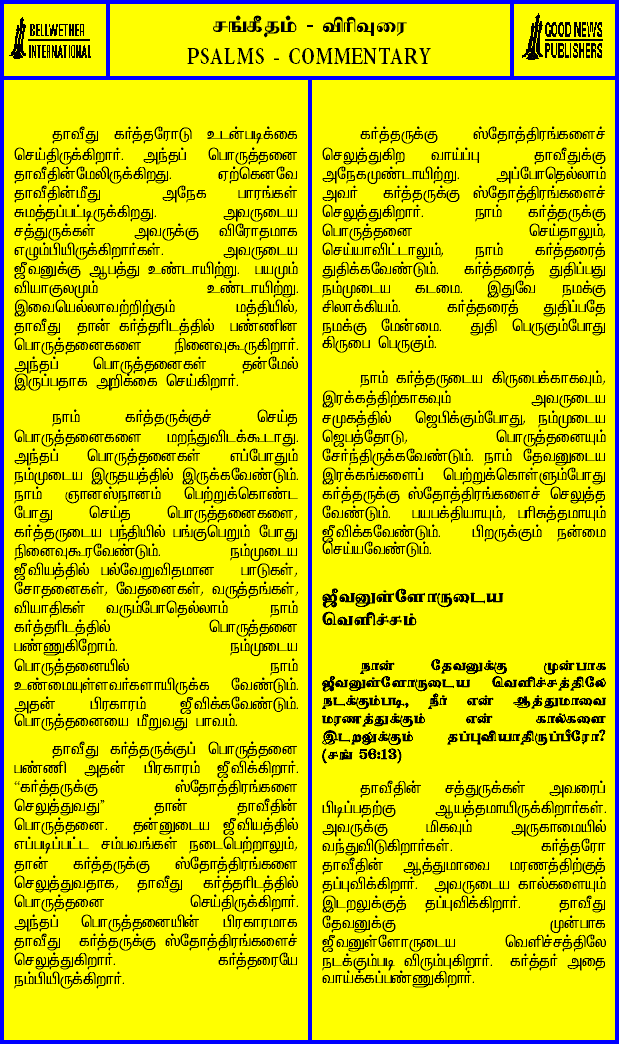 BELLWETHER
INTERNATIONAL
சங்கீதம் - விரிவுரை
PSALMS - COMMENTARY
GOOD NEWS
PUBLISHERS
தாவீது கர்த்தரோடு உடன்படிக்கை
செய்திருக்கிறார். அந்தப் பொருத்தனை
தாவீதின்மேலிருக்கிறது. ஏற்கெனவே
தாவீதின்மீது அநேக பாரங்கள்
சுமத்தப்பட்டிருக்கிறது. அவருடைய
சத்துருக்கள் அவருக்கு விரோதமாக
எழும்பியிருக்கிறார்கள். அவருடைய
ஜீவனுக்கு ஆபத்து உண்டாயிற்று. பயமும்
வியாகுலமும் உண்டாயிற்று.
இவையெல்லாவற்றிற்கும் மத்தியில்,
தாவீது தான் கர்த்தரிடத்தில் பண்ணின
பொருத்தனைகளை நினைவுகூருகிறார்.
அந்தப் பொருத்தனைகள் தன்மேல்
இருப்பதாக அறிக்கை செய்கிறார்.
நாம் கர்த்தருக்குச் செய்த
பொருத்தனைகளை மறந்துவிடக்கூடாது.
அந்தப் பொருத்தனைகள் எப்போதும்
நம்முடைய இருதயத்தில் இருக்கவேண்டும்.
நாம் ஞானஸ்நானம் பெற்றுக்கொண்ட
போது செய்த பொருத்தனைகளை,
கர்த்தருடைய பந்தியில் பங்குபெறும் போது
நினைவுகூரவேண்டும். நம்முடைய
ஜீவியத்தில் பல்வேறுவிதமான பாடுகள்,
சோதனைகள், வேதனைகள், வருத்தங்கள்,
வியாதிகள் வரும்போதெல்லாம் நாம்
கர்த்தரிடத்தில் பொருத்தனை
பண்ணுகிறோம். நம்முடைய
பொருத்தனையில் நாம்
உண்மையுள்ளவர்களாயிருக்க வேண்டும்.
அதன் பிரகாரம் ஜீவிக்கவேண்டும்.
பொருத்தனையை மீறுவது பாவம்.
தாவீது கர்த்தருக்குப் பொருத்தனை
பண்ணி அதன் பிரகாரம் ஜீவிக்கிறார்.
“கர்த்தருக்கு ஸ்தோத்திரங்களை
செலுத்துவது” தான் தாவீதின்
பொருத்தனை. தன்னுடைய ஜீவியத்தில்
எப்படிப்பட்ட சம்பவங்கள் நடைபெற்றாலும்,
தான் கர்த்தருக்கு ஸ்தோத்திரங்களை
செலுத்துவதாக, தாவீது கர்த்தரிடத்தில்
பொருத்தனை செய்திருக்கிறார்.
அந்தப் பொருத்தனையின் பிரகாரமாக
தாவீது கர்த்தருக்கு ஸ்தோத்திரங்களைச்
செலுத்துகிறார். கர்த்தரையே
நம்பியிருக்கிறார்.
கர்த்தருக்கு ஸ்தோத்திரங்களைச்
செலுத்துகிற வாய்ப்பு தாவீதுக்கு
அநேகமுண்டாயிற்று. அப்போதெல்லாம்
அவர் கர்த்தருக்கு ஸ்தோத்திரங்களைச்
செலுத்துகிறார். நாம் கர்த்தருக்கு
பொருத்தனை செய்தாலும்,
செய்யாவிட்டாலும், நாம் கர்த்தரைத்
துதிக்கவேண்டும். கர்த்தரைத் துதிப்பது
நம்முடைய கடமை. இதுவே நமக்கு
சிலாக்கியம். கர்த்தரைத் துதிப்பதே
நமக்கு மேன்மை. துதி பெருகும்போது
கிருபை பெருகும்.
நாம் கர்த்தருடைய கிருபைக்காகவும்,
இரக்கத்திற்காகவும் அவருடைய
சமுகத்தில் ஜெபிக்கும்போது, நம்முடைய
ஜெபத்தோடு, பொருத்தனையும்
சேர்ந்திருக்கவேண்டும். நாம் தேவனுடைய
இரக்கங்களைப் பெற்றுக்கொள்ளும்போது
கர்த்தருக்கு ஸ்தோத்திரங்களைச் செலுத்த
வேண்டும். பயபக்தியாயும், பரிசுத்தமாயும்
ஜீவிக்கவேண்டும். பிறருக்கும் நன்மை
செய்யவேண்டும்.
ஜீவனுள்ளோருடைய
வெளிச்சம்
நான் தேவனுக்கு முன்பாக
ஜீவனுள்ளோருடைய வெளிச்சத்திலே
நடக்கும்படி, நீர் என் ஆத்துமாவை
மரணத்துக்கும் என் கால்களை
இடறலுக்கும் தப்புவியாதிருப்பீரோ?
(சங் 56:13)
தாவீதின் சத்துருக்கள் அவரைப்
பிடிப்பதற்கு ஆயத்தமாயிருக்கிறார்கள்.
அவருக்கு மிகவும் அருகாமையில்
வந்துவிடுகிறார்கள். கர்த்தரோ
தாவீதின் ஆத்துமாவை மரணத்திற்குத்
தப்புவிக்கிறார். அவருடைய கால்களையும்
இடறலுக்குத் தப்புவிக்கிறார். தாவீது
தேவனுக்கு முன்பாக
ஜீவனுள்ளோருடைய வெளிச்சத்திலே
நடக்கும்படி விரும்புகிறார். கர்த்தர் அதை
வாய்க்கப்பண்ணுகிறார்.